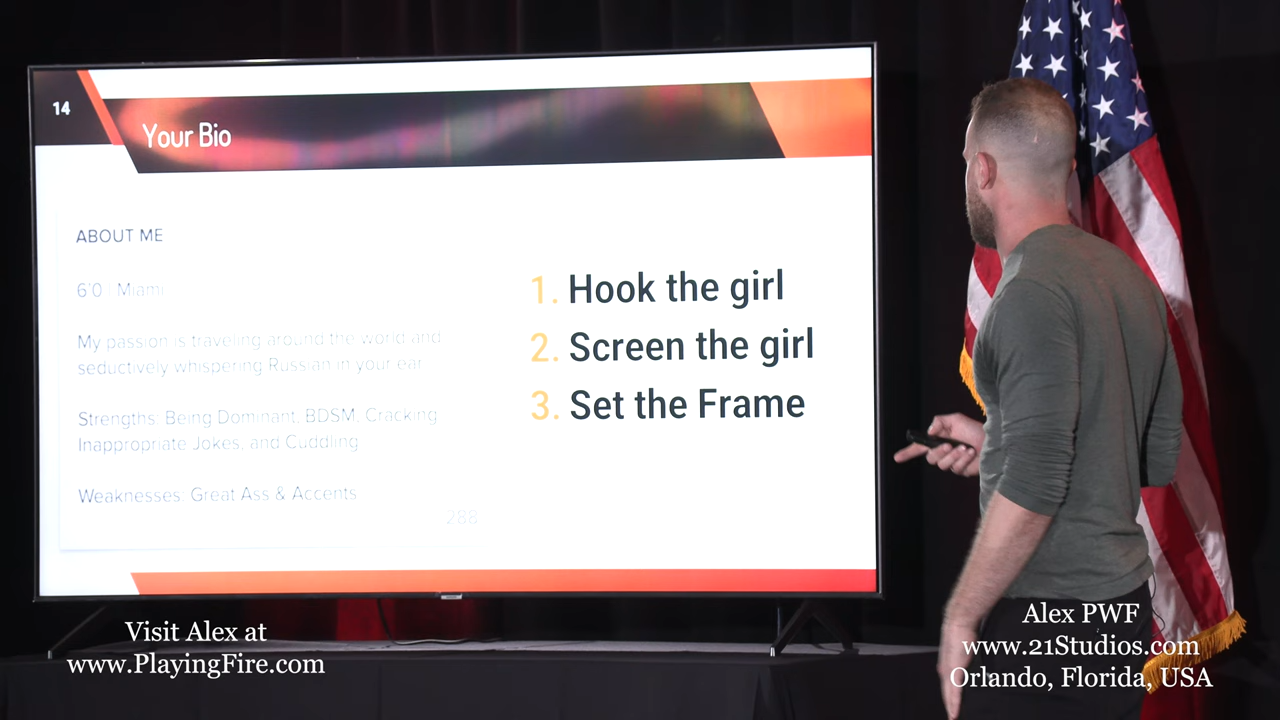 14
Your Bio
ABOUT ME
6'0 | Miami
My passion is traveling around the world and
seductively whispering Russian in your ear
Strengths: Being Dominant, BDSM, Cracking
Inappropriate Jokes, and Cuddling
Weaknesses: Great Ass & Accents
288
1. Hook the girl
2. Screen the girl
3. Set the Frame
Visit Alex at
www.PlayingFire.com
Alex PWF
www.21Studios.com
Orlando, Florida, USA